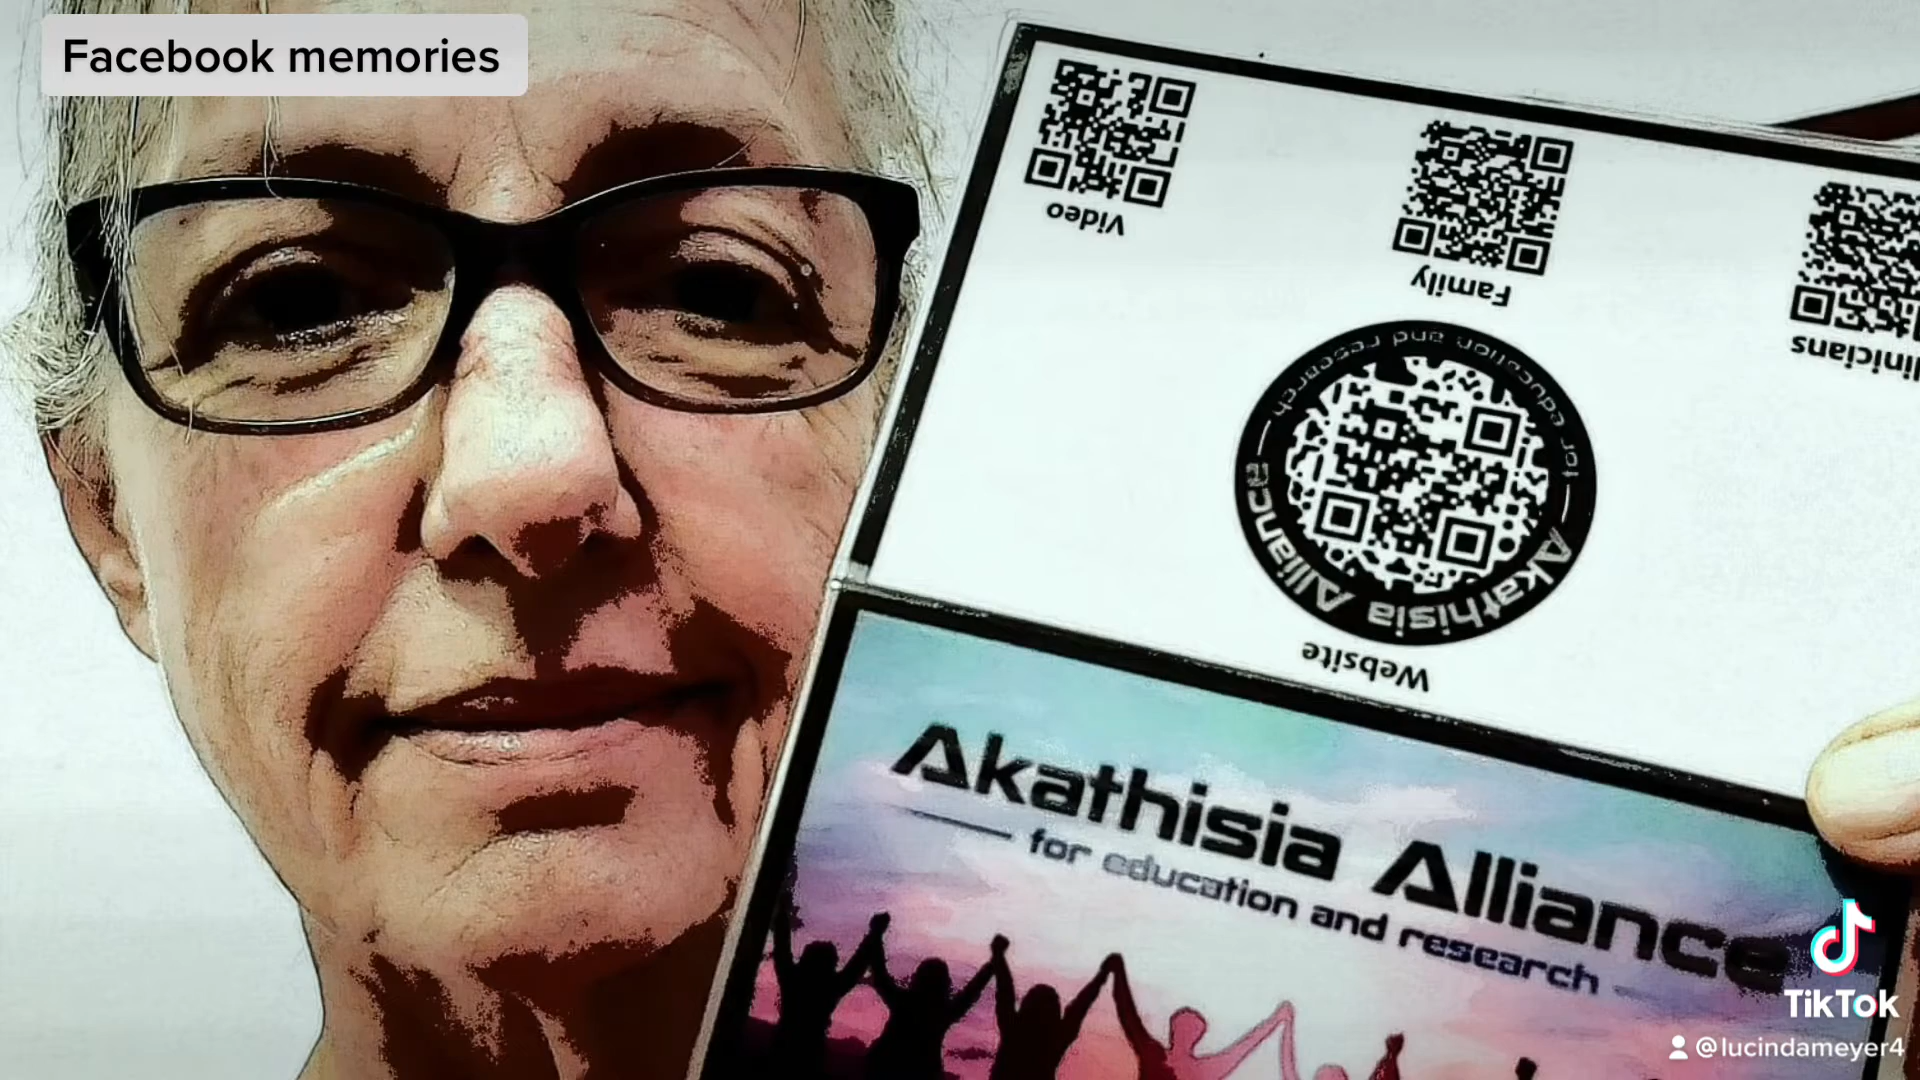 Facebook memories
Video
Family
linicians
for education and research
Akathisia Alliance
Website
Akathisia Alliance
for education and research
TikTok
@lucindameyer4